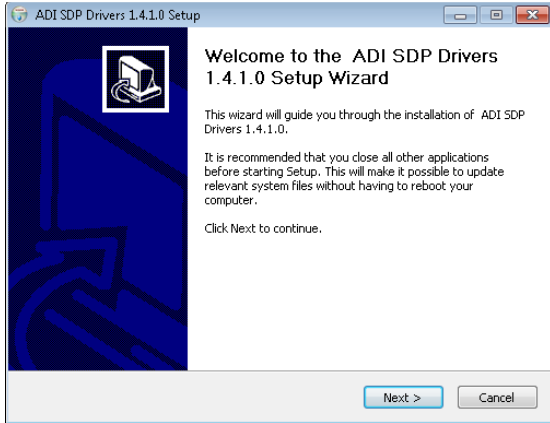 ADI SDP Drivers 1.4.1.0 Setup
Welcome to the ADI SDP Drivers
1.4.1.0 Setup Wizard
This wizard will guide you through the installation of ADI SDP
Drivers 1.4.1.0.
It is recommended that you close all other applications
before starting Setup. This will make it possible to update
relevant system files without having to reboot your
computer.
Click Next to continue.
Next >
Cancel